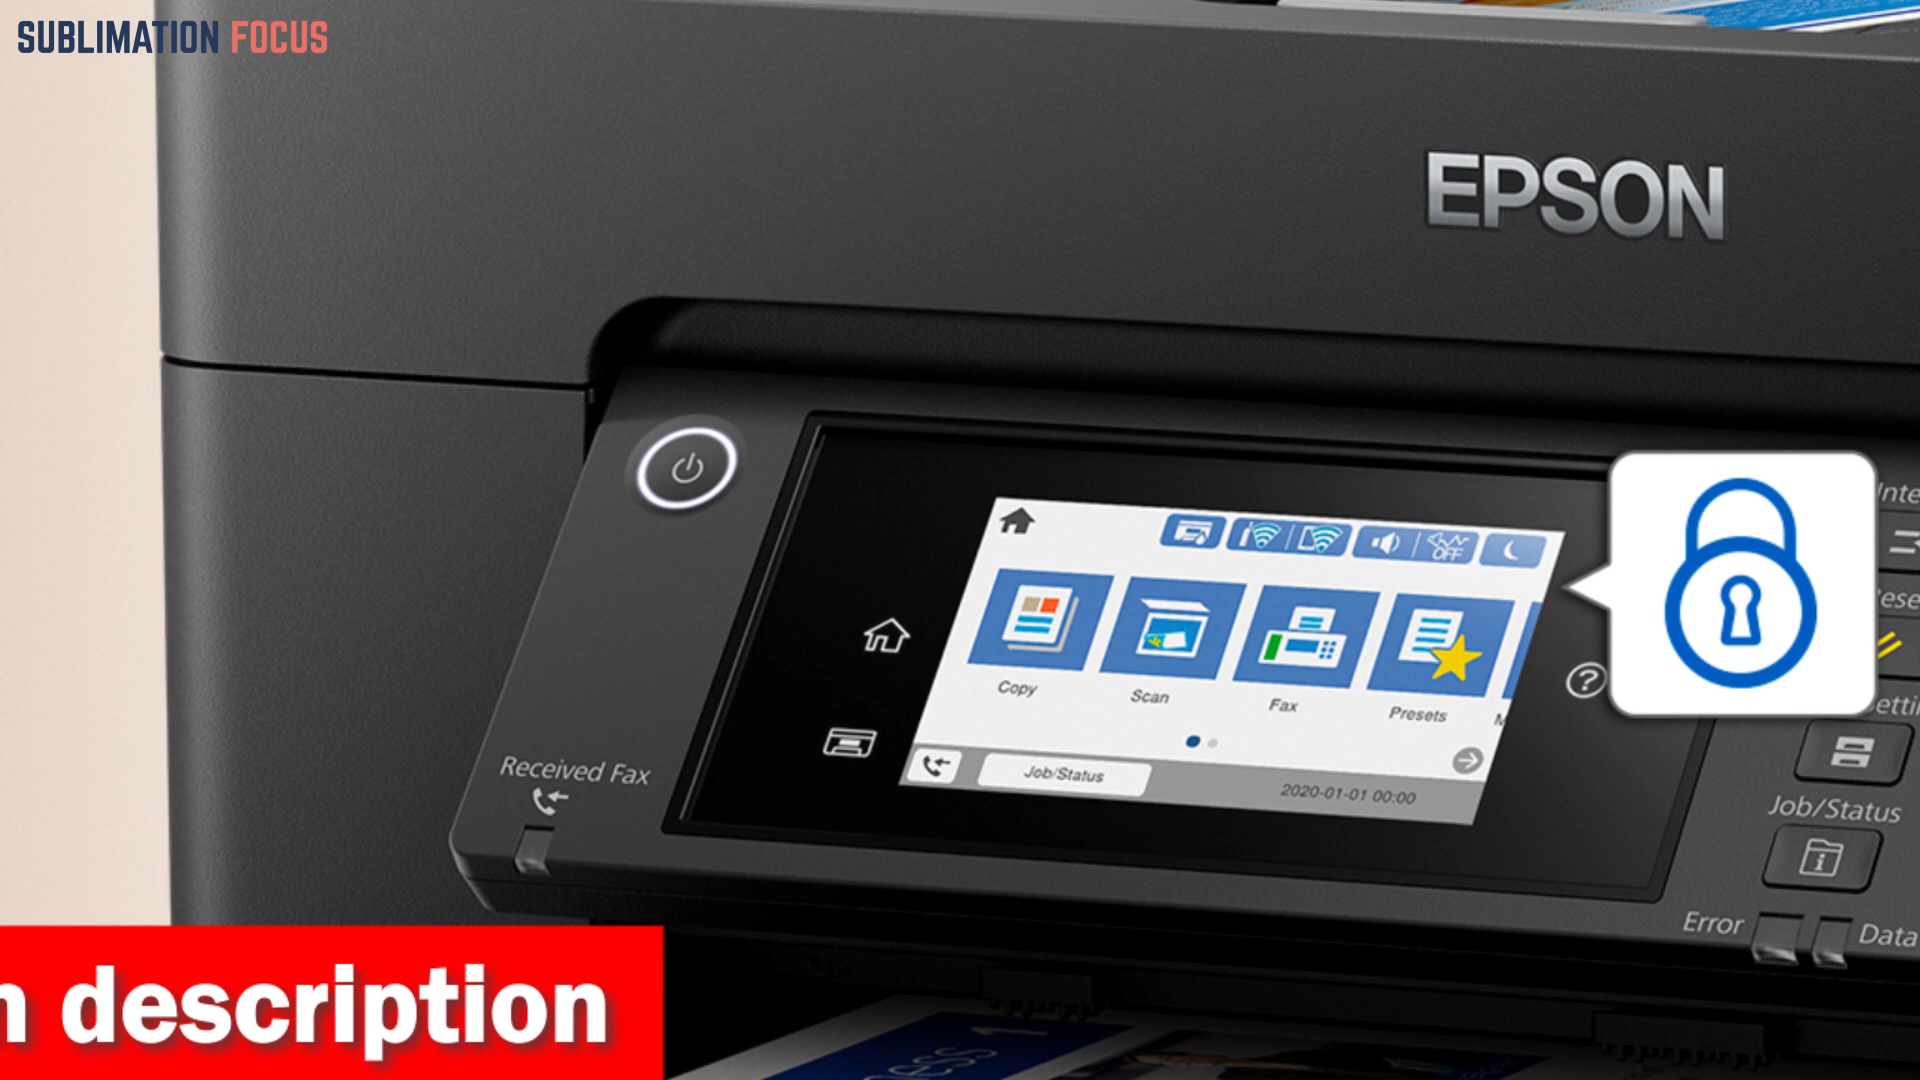 SUBLIMATION FOCUS
EPSON
OFF
Copy
Scan
Fax
Presets
Job/Status
2020-01-01 00:00
Received Fax
Job/Status
Error
Data
description